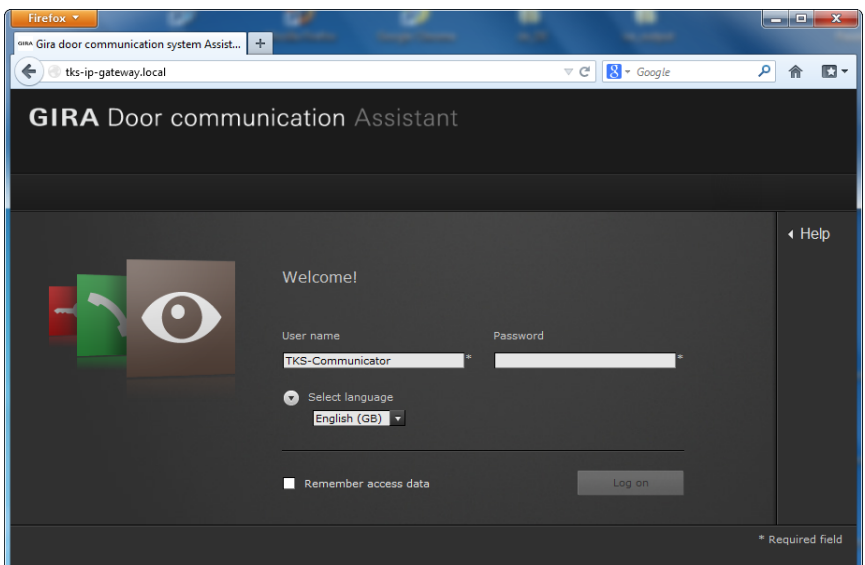 Firefox
GIRA Gira door communication system Assist... +
tks-ip-gateway.local
Google
GIRA Door communication Assistant
Help
Welcome!
User name
Password
TKS-Communicator *
*
Select language
English (GB)
Remember access data
Log on
* Required field